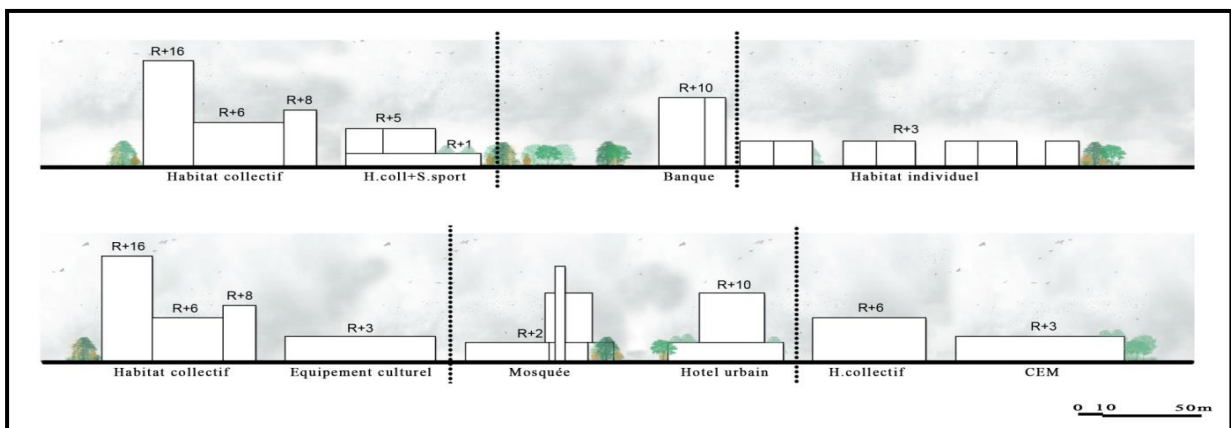 R+16
R+6
R+8
R+5
R+1
R+10
R+3
Habitat collectif
H.coll+S.sport
Banque
Habitat individuel
R+16
R+6
R+8
R+3
R+2
R+10
R+6
R+3
Habitat collectif
Equipement culturel
Mosquée
Hotel urbain
H.collectif
CEM
0 10 50m